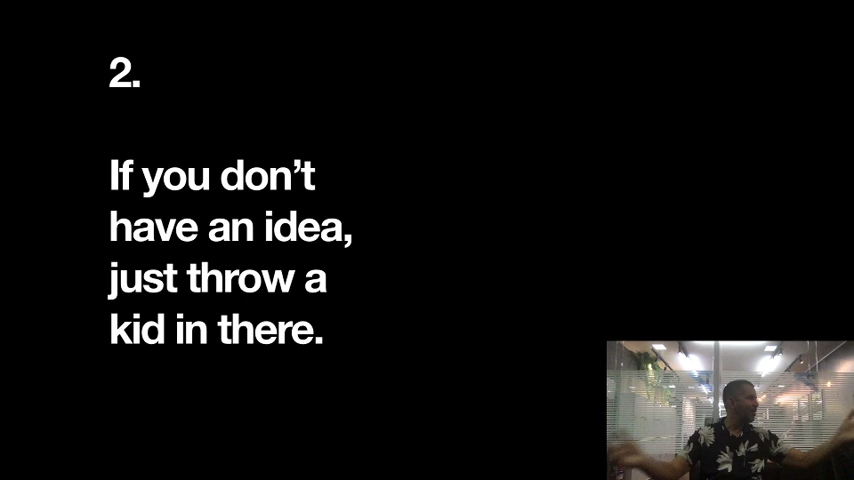 2.
If you don’t
have an idea,
just throw a
kid in there.